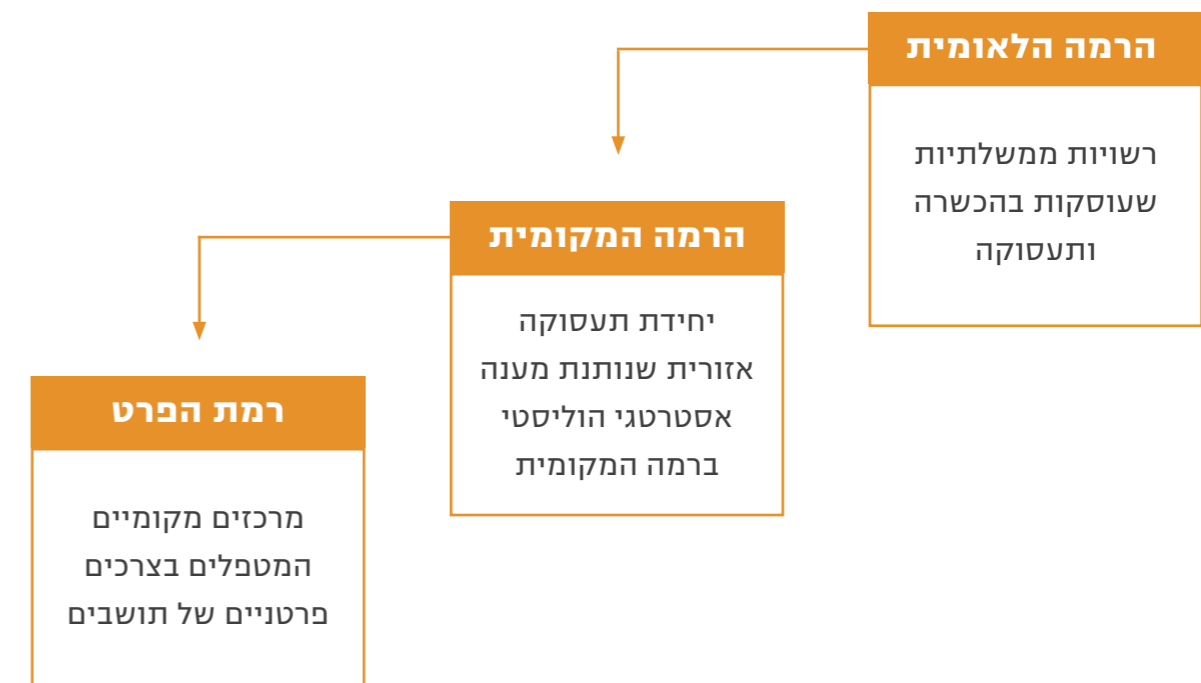 הרמה הלאומית
רשויות ממשלתיות
שעוסקות בהכשרה
ותעסוקה
הרמה המקומית
יחידת תעסוקה
אזורית שנותנת מענה
אסטרטגי הוליסטי
ברמה המקומית
רמת הפרט
מרכזים מקומיים
המטפלים בצרכים
פרטניים של תושבים